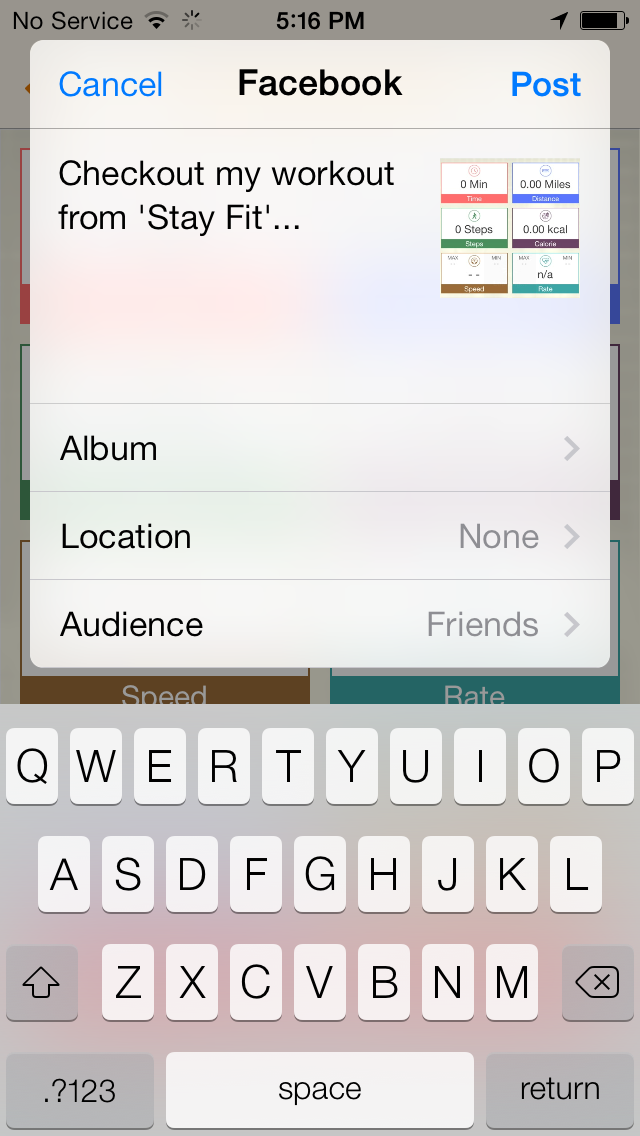 No Service 5:16 PM
Cancel Facebook Post
Checkout my workout
from 'Stay Fit'...
0 Min 0.00 Miles
Time Distance
0 Steps 0.00 kcal
Steps Calorie
MAX MIN MAX MIN
- - n/a
Speed Rate
Album
Location None
Audience Friends
Speed Rate
Q W E R T Y U I O P
A S D F G H J K L
Z X C V B N M
.?123 space return